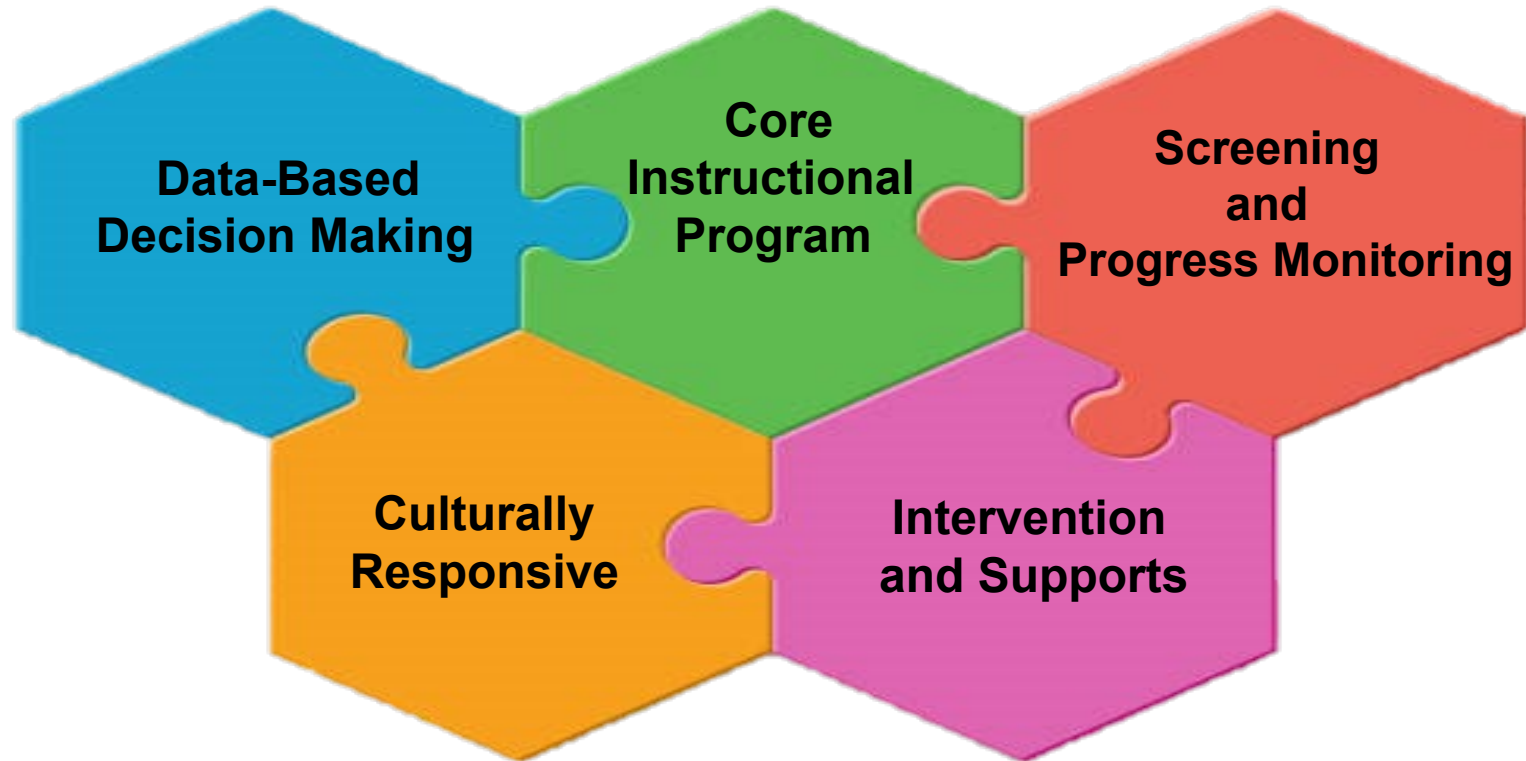 Data-Based
Decision Making
Core
Instructional
Program
Screening
and
Progress Monitoring
Culturally
Responsive
Intervention
and Supports